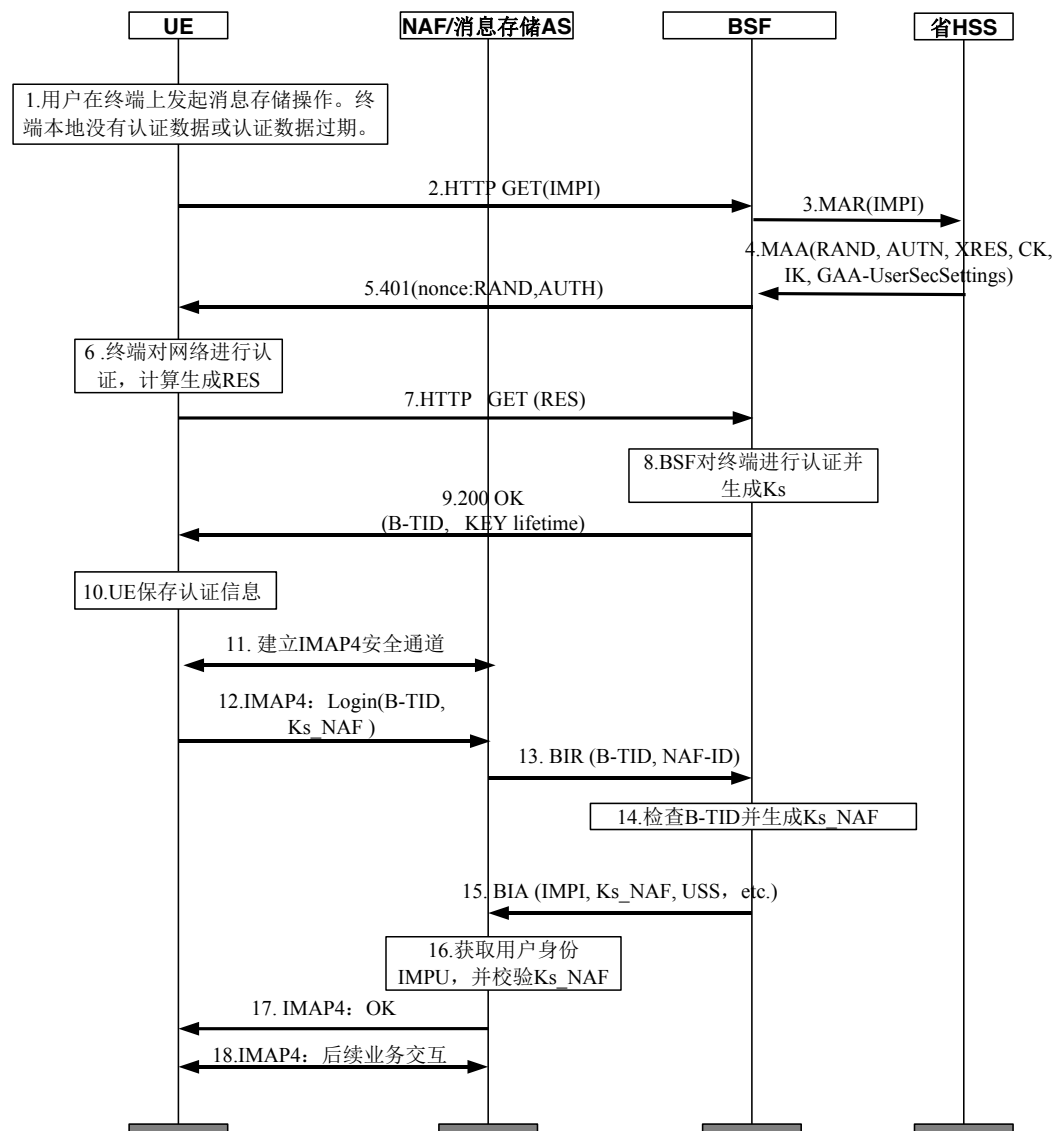 UE
NAF/消息存储AS
BSF
省HSS
1.用户在终端上发起消息存储操作。终
端本地没有认证数据或认证数据过期。
2.HTTP GET(IMPI)
3.MAR(IMPI)
4.MAA(RAND, AUTN, XRES, CK,
IK, GAA-UserSecSettings)
5.401(nonce:RAND,AUTH)
6 .终端对网络进行认
证，计算生成RES
7.HTTP GET (RES)
8.BSF对终端进行认证并
生成Ks
9.200 OK
(B-TID, KEY lifetime)
10.UE保存认证信息
11. 建立IMAP4安全通道
12.IMAP4：Login(B-TID,
Ks_NAF )
13. BIR (B-TID, NAF-ID)
14.检查B-TID并生成Ks_NAF
15. BIA (IMPI, Ks_NAF, USS，etc.)
16.获取用户身份
IMPU，并校验Ks_NAF
17. IMAP4：OK
18.IMAP4：后续业务交互